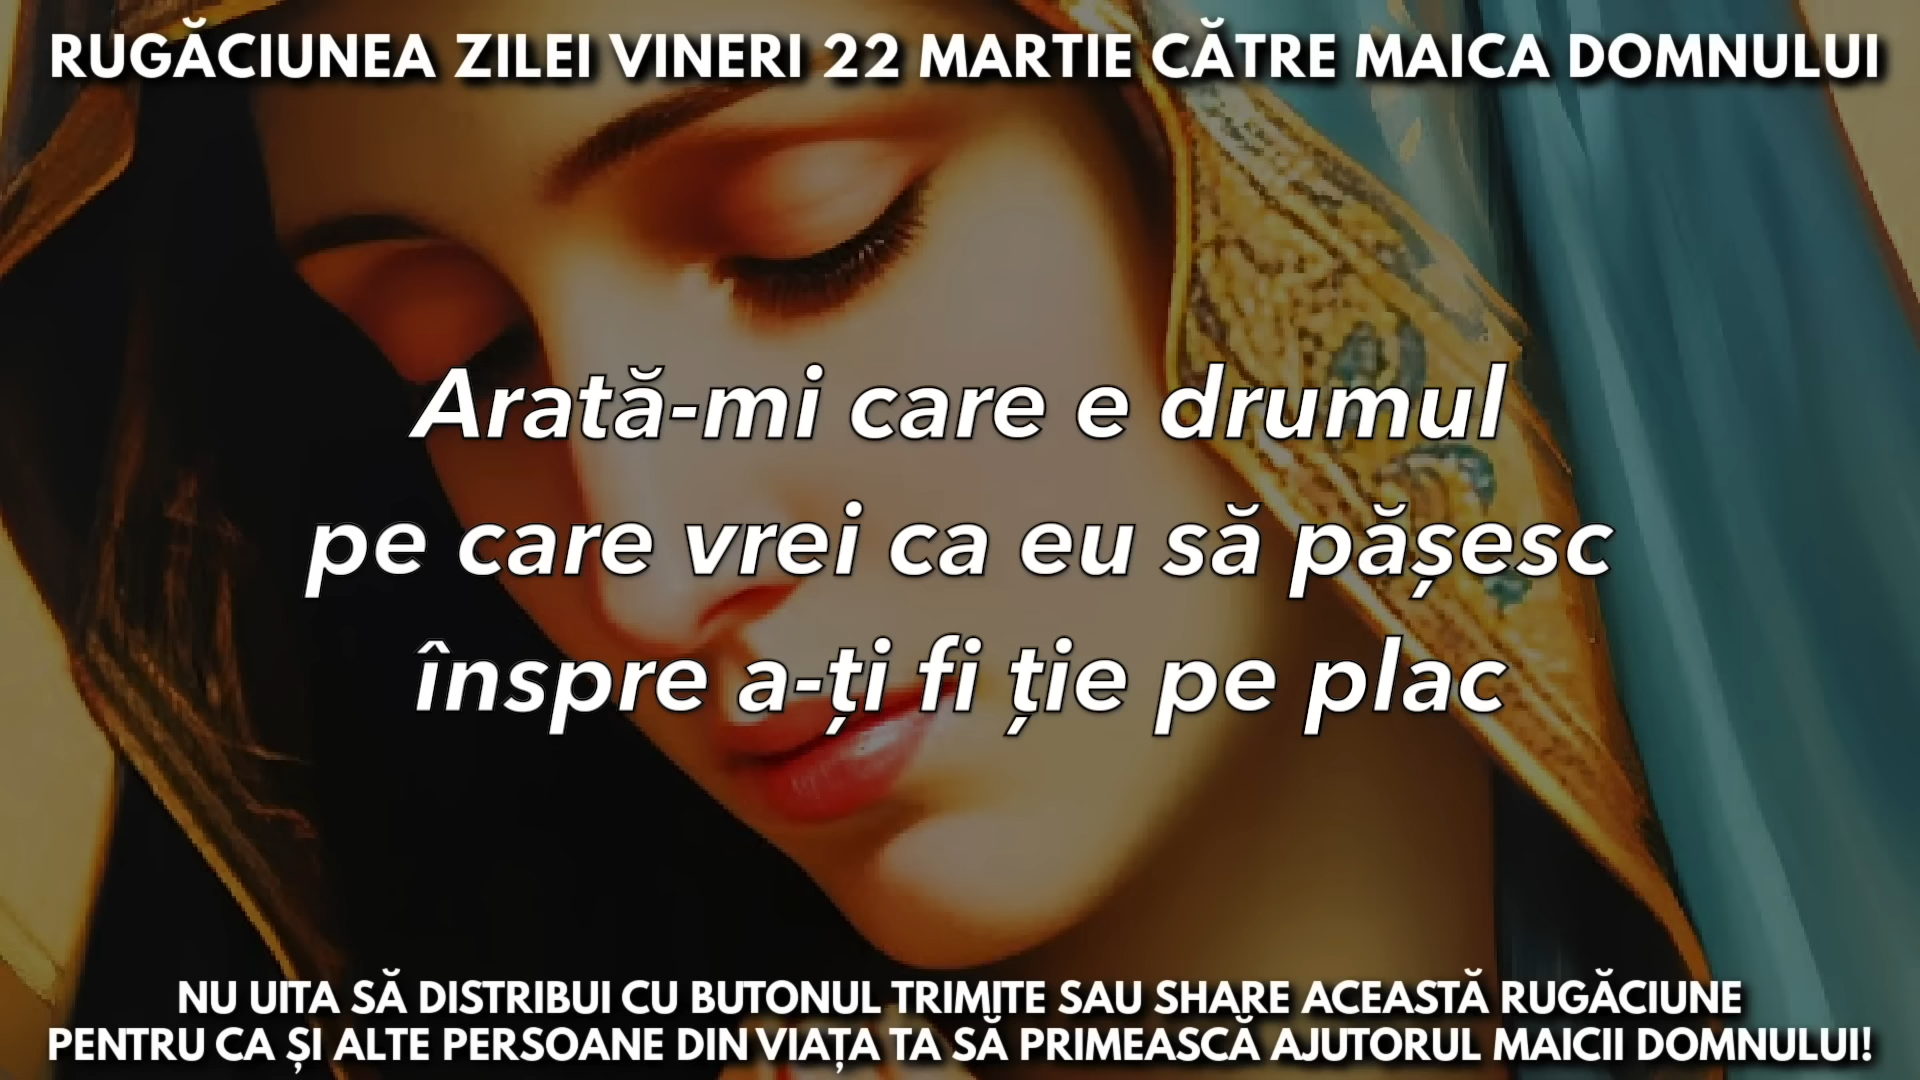 RUGĂCIUNEA ZILEI VINERI 22 MARTIE CĂTRE MAICA DOMNULUI
Arată-mi care e drumul
pe care vrei ca eu să pășesc
înspre a-ți fi ție pe plac
NU UITA SĂ DISTRIBUI CU BUTONUL TRIMITE SAU SHARE ACEASTĂ RUGĂCIUNE
PENTRU CA ȘI ALTE PERSOANE DIN VIAȚA TA SĂ PRIMEASCĂ AJUTORUL MAICII DOMNULUI!